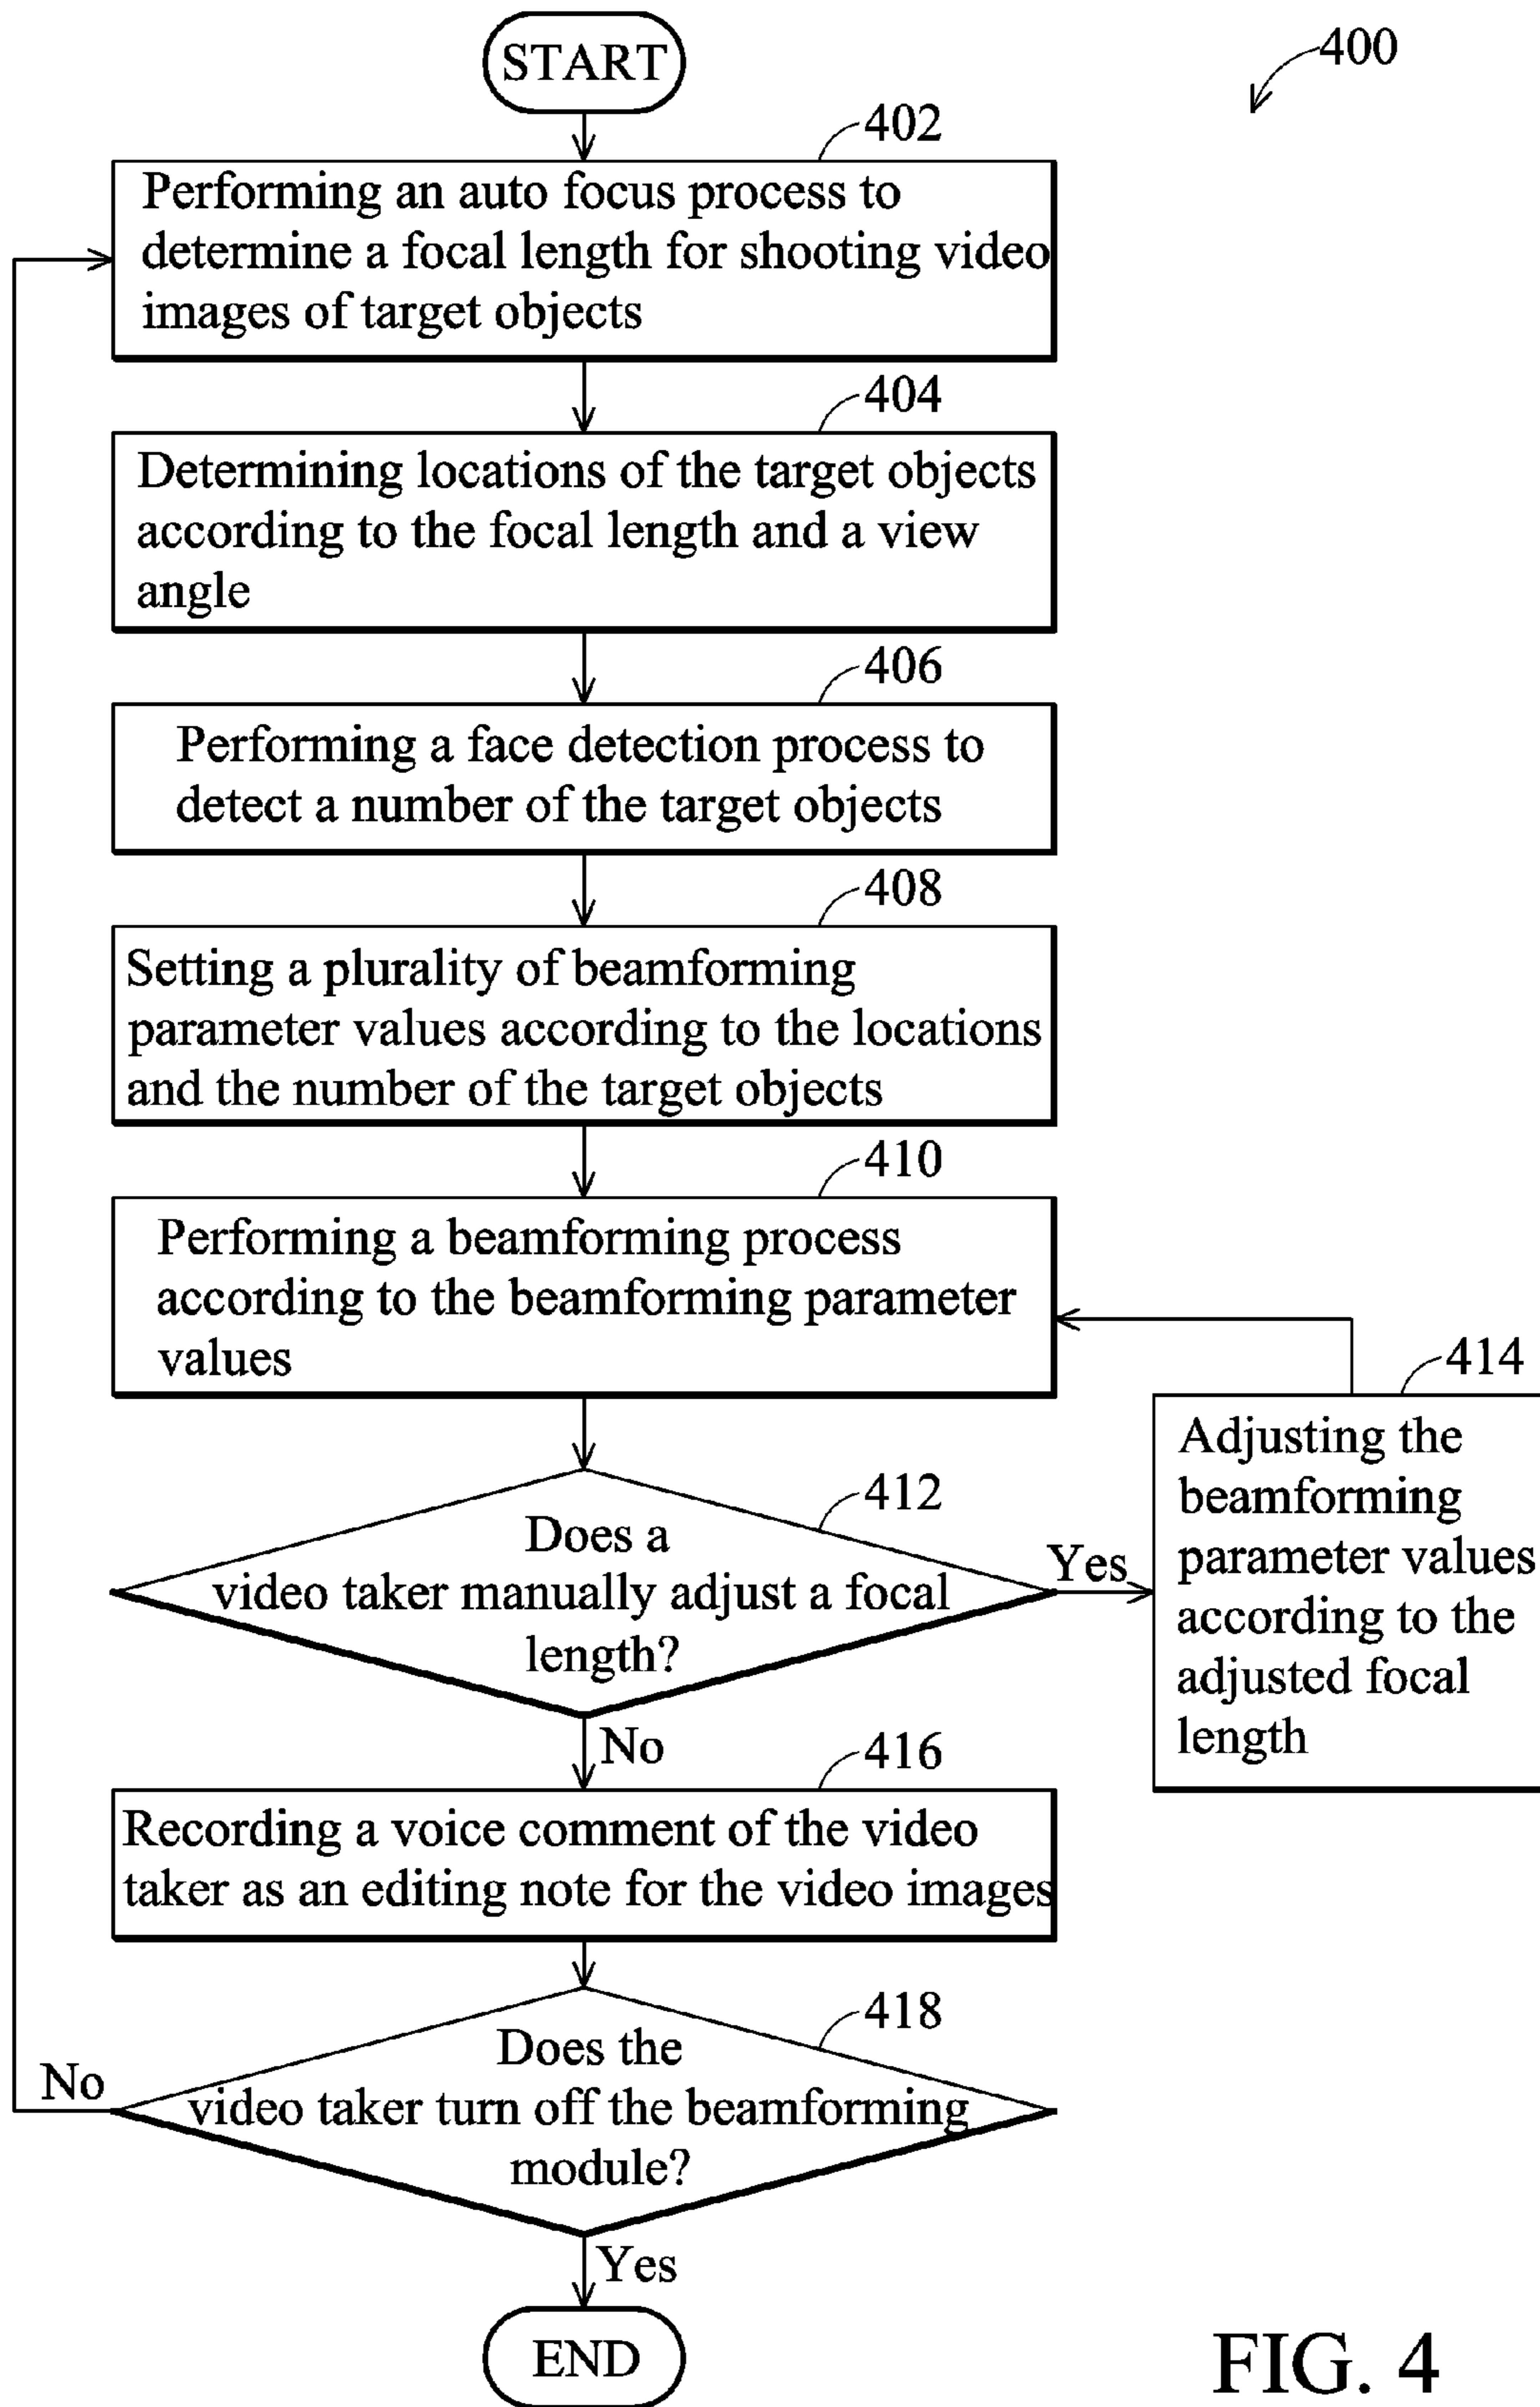 START
400
402
Performing an auto focus process to
determine a focal length for shooting video
images of target objects
404
Determining locations of the target objects
according to the focal length and a view
angle
406
Performing a face detection process to
detect a number of the target objects
408
Setting a plurality of beamforming
parameter values according to the locations
and the number of the target objects
410
Performing a beamforming process
according to the beamforming parameter
values
414
Adjusting the
beamforming
parameter values
according to the
adjusted focal
length
412
Does a
video taker manually adjust a focal
length?
Yes
No
416
Recording a voice comment of the video
taker as an editing note for the video images
418
Does the
video taker turn off the beamforming
module?
No
Yes
END
FIG. 4